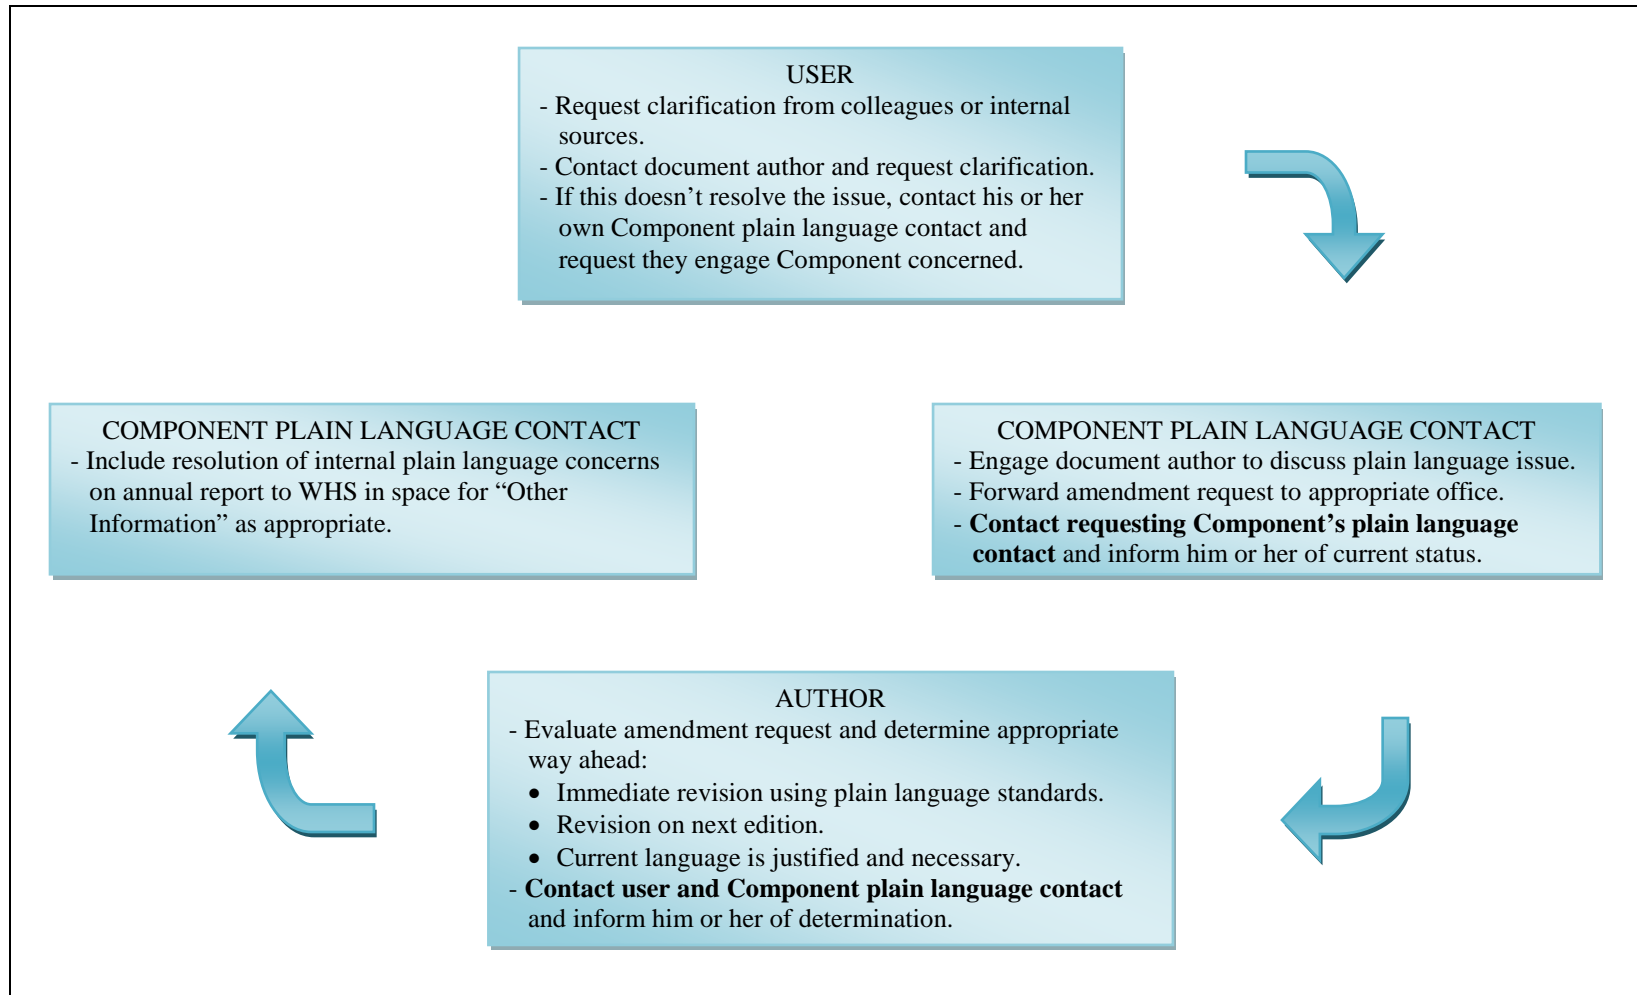 USER
- Request clarification from colleagues or internal
sources.
- Contact document author and request clarification.
- If this doesn’t resolve the issue, contact his or her
own Component plain language contact and
request they engage Component concerned.
COMPONENT PLAIN LANGUAGE CONTACT
- Engage document author to discuss plain language issue.
- Forward amendment request to appropriate office.
- Contact requesting Component’s plain language
contact and inform him or her of current status.
AUTHOR
- Evaluate amendment request and determine appropriate
way ahead:
• Immediate revision using plain language standards.
• Revision on next edition.
• Current language is justified and necessary.
- Contact user and Component plain language contact
and inform him or her of determination.
COMPONENT PLAIN LANGUAGE CONTACT
- Include resolution of internal plain language concerns
on annual report to WHS in space for “Other
Information” as appropriate.